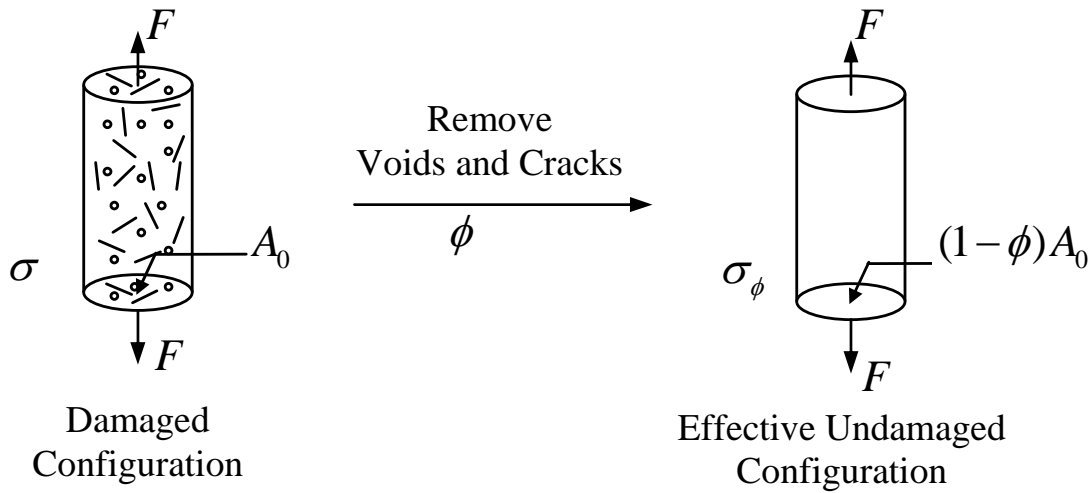 F
F
Remove
Voids and Cracks
ϕ
A₀
(1−ϕ)A₀
σ
σ_ϕ
F
F
Damaged
Configuration
Effective Undamaged
Configuration